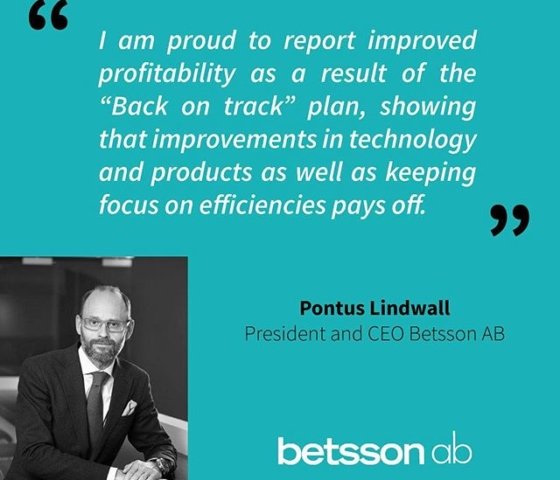 “
I am proud to report improved
profitability as a result of the
“Back on track” plan, showing
that improvements in technology
and products as well as keeping
focus on efficiencies pays off.
”
Pontus Lindwall
President and CEO Betsson AB
betsson ab